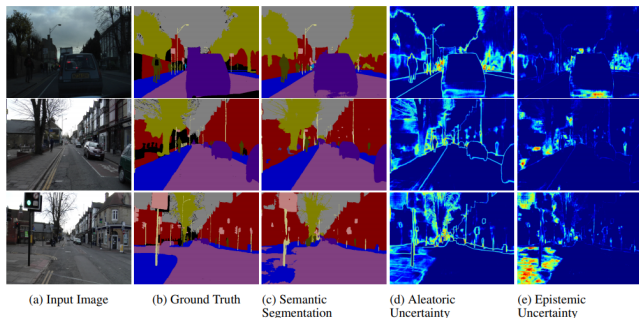 (a) Input Image
(b) Ground Truth
(c) Semantic
Segmentation
(d) Aleatoric
Uncertainty
(e) Epistemic
Uncertainty